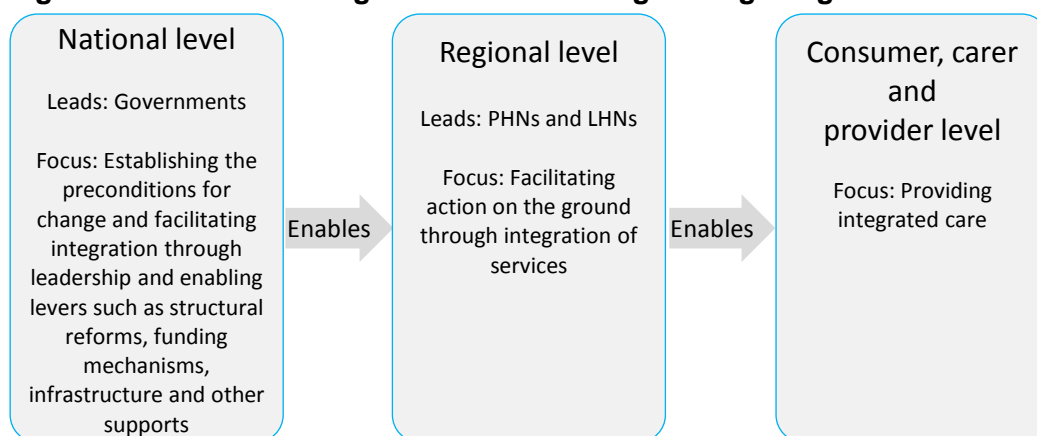 National level
Leads: Governments
Focus: Establishing the
preconditions for
change and facilitating
integration through
leadership and enabling
levers such as structural
reforms, funding
mechanisms,
infrastructure and other
supports
Enables
Regional level
Leads: PHNs and LHNs
Focus: Facilitating
action on the ground
through integration of
services
Enables
Consumer, carer
and
provider level
Focus: Providing
integrated care